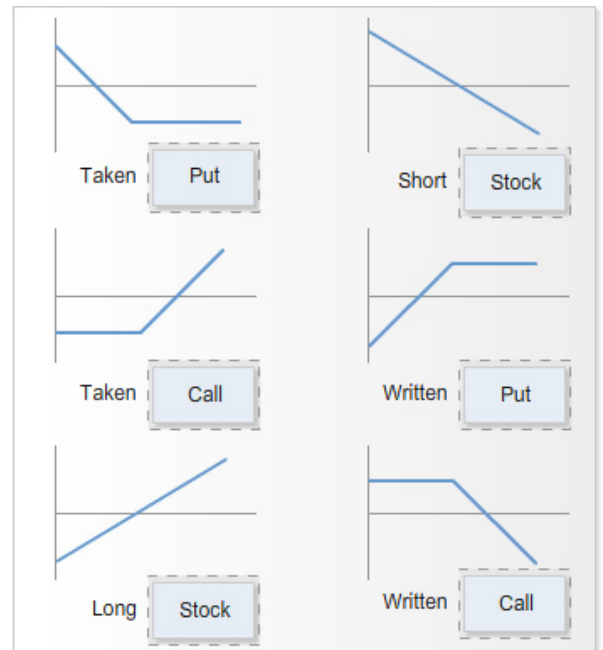 Taken Put
Short Stock
Taken Call
Written Put
Long Stock
Written Call